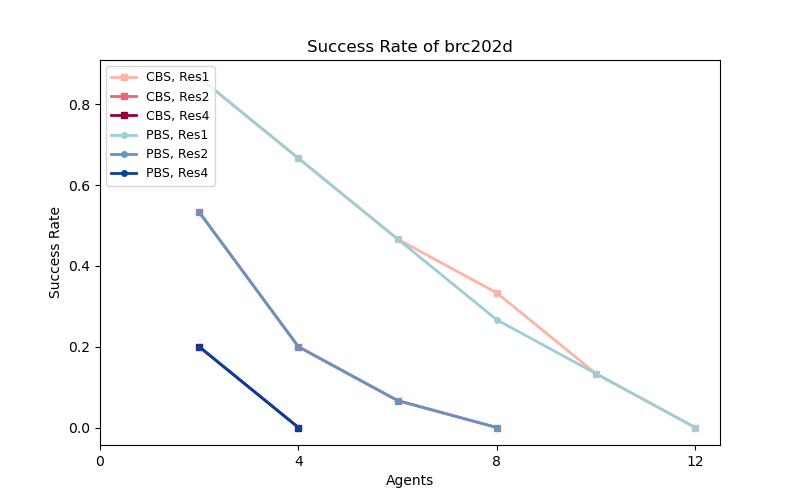 Success Rate of brc202d
CBS, Res1
CBS, Res2
CBS, Res4
PBS, Res1
PBS, Res2
PBS, Res4
0.8
0.6
0.4
0.2
0.0
Success Rate
0
4
8
12
Agents